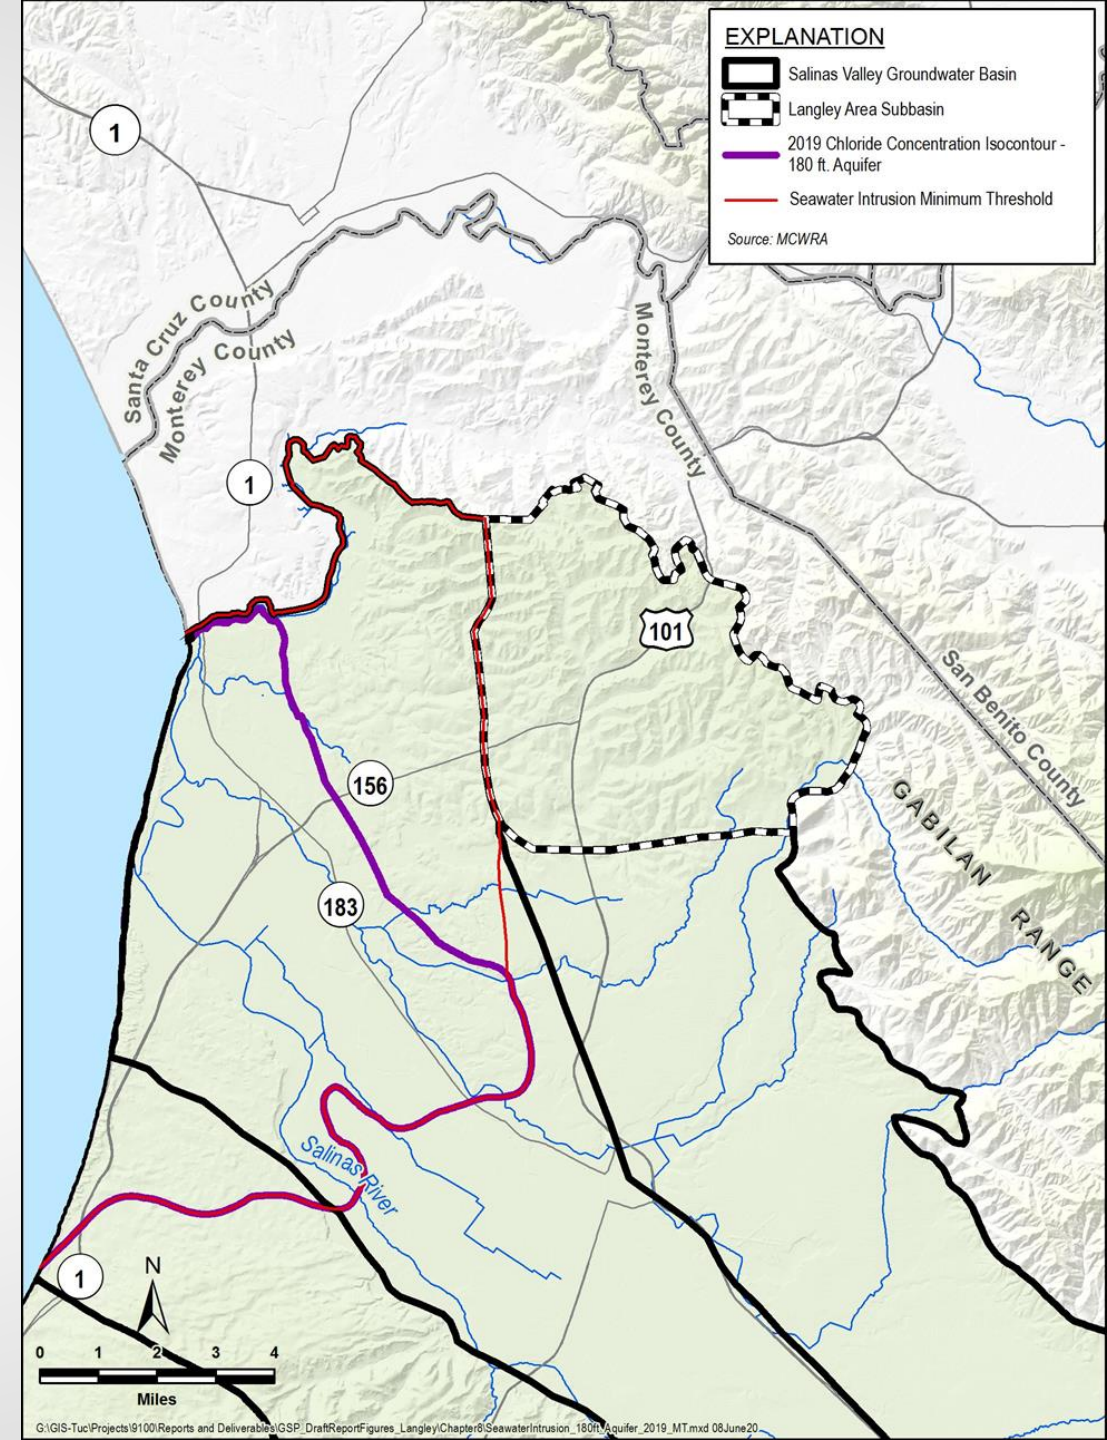 EXPLANATION
Salinas Valley Groundwater Basin
Langley Area Subbasin
2019 Chloride Concentration Isocontour -
180 ft. Aquifer
Seawater Intrusion Minimum Threshold
Source: MCWRA
1
Santa Cruz County
Monterey County
Monterey County
1
101
San Benito County
156
GABILAN
RANGE
183
Salinas River
1
N
0 1 2 3 4
Miles
G:\GIS-Tuc\Projects\9100\Reports and Deliverables\GSP_DraftReportFigures_Langley\Chapter8\SeawaterIntrusion_180ft_Aquifer_2019_MT.mxd 08June20